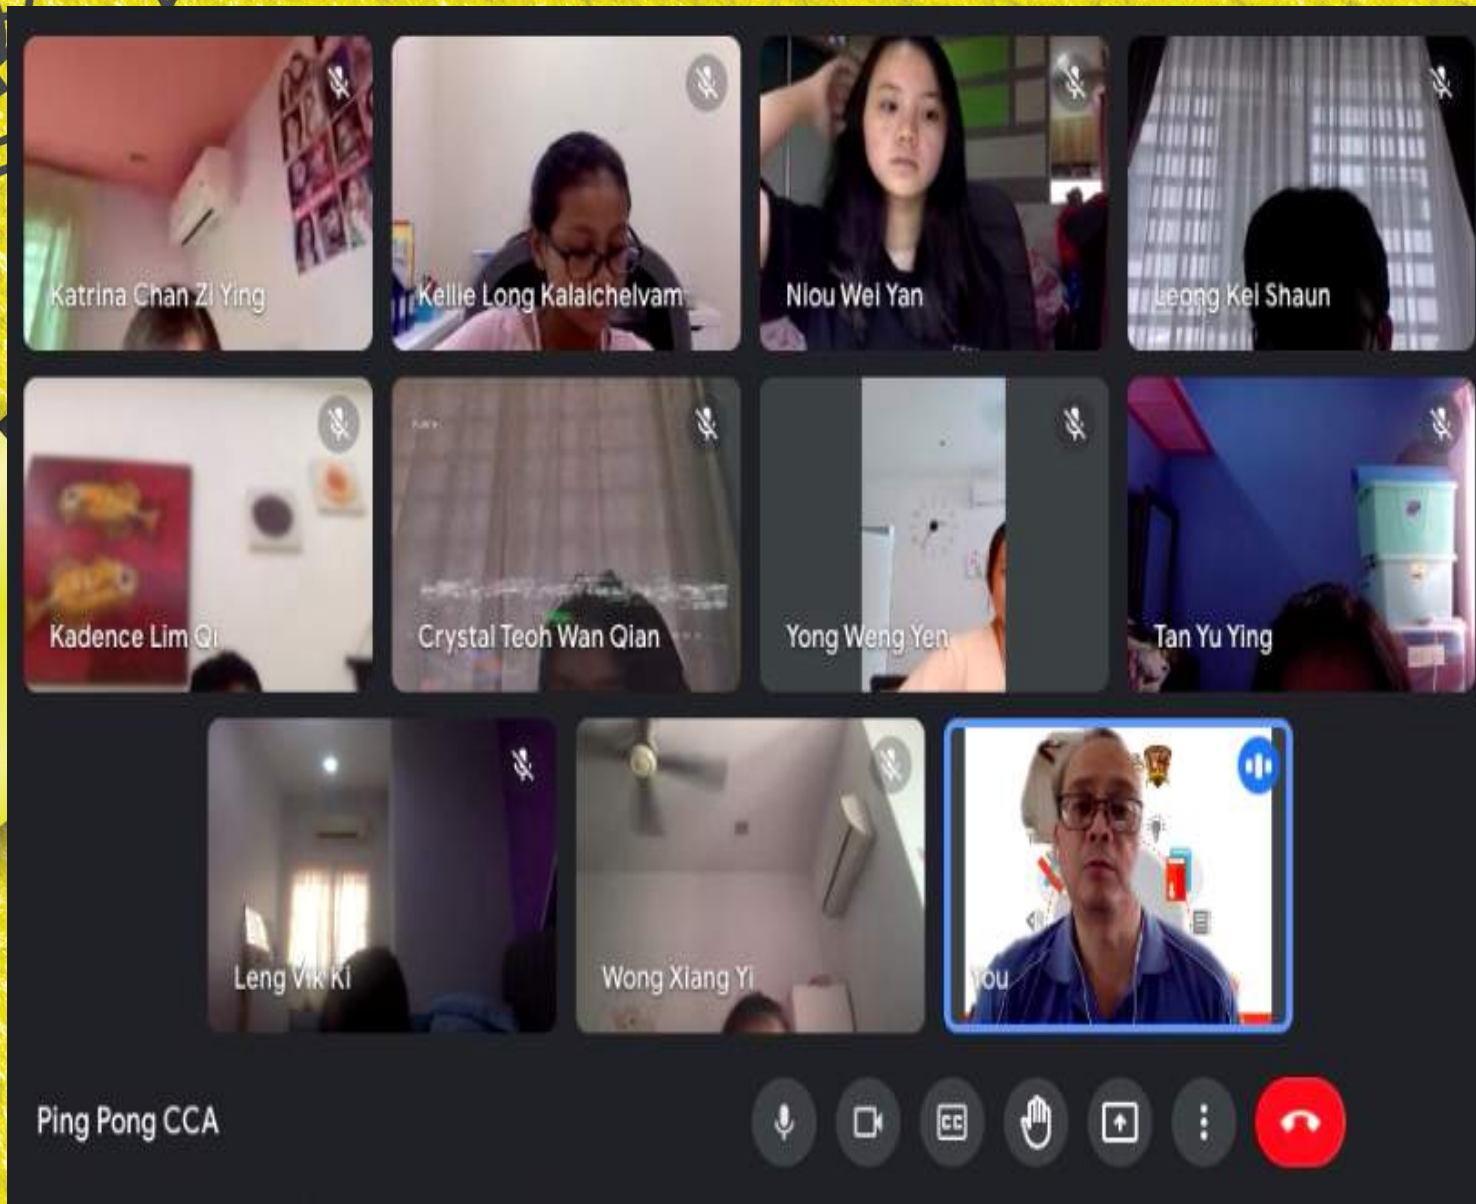 Katrina Chan Zi Ying
Kellie Long Kalaichelvam
Niou Wei Yan
Leong Kei Shaun
Kadence Lim Qi
Crystal Teoh Wan Qian
Yong Weng Yen
Tan Yu Ying
Leng Vik Ki
Wong Xiang Yi
You
Ping Pong CCA
CC